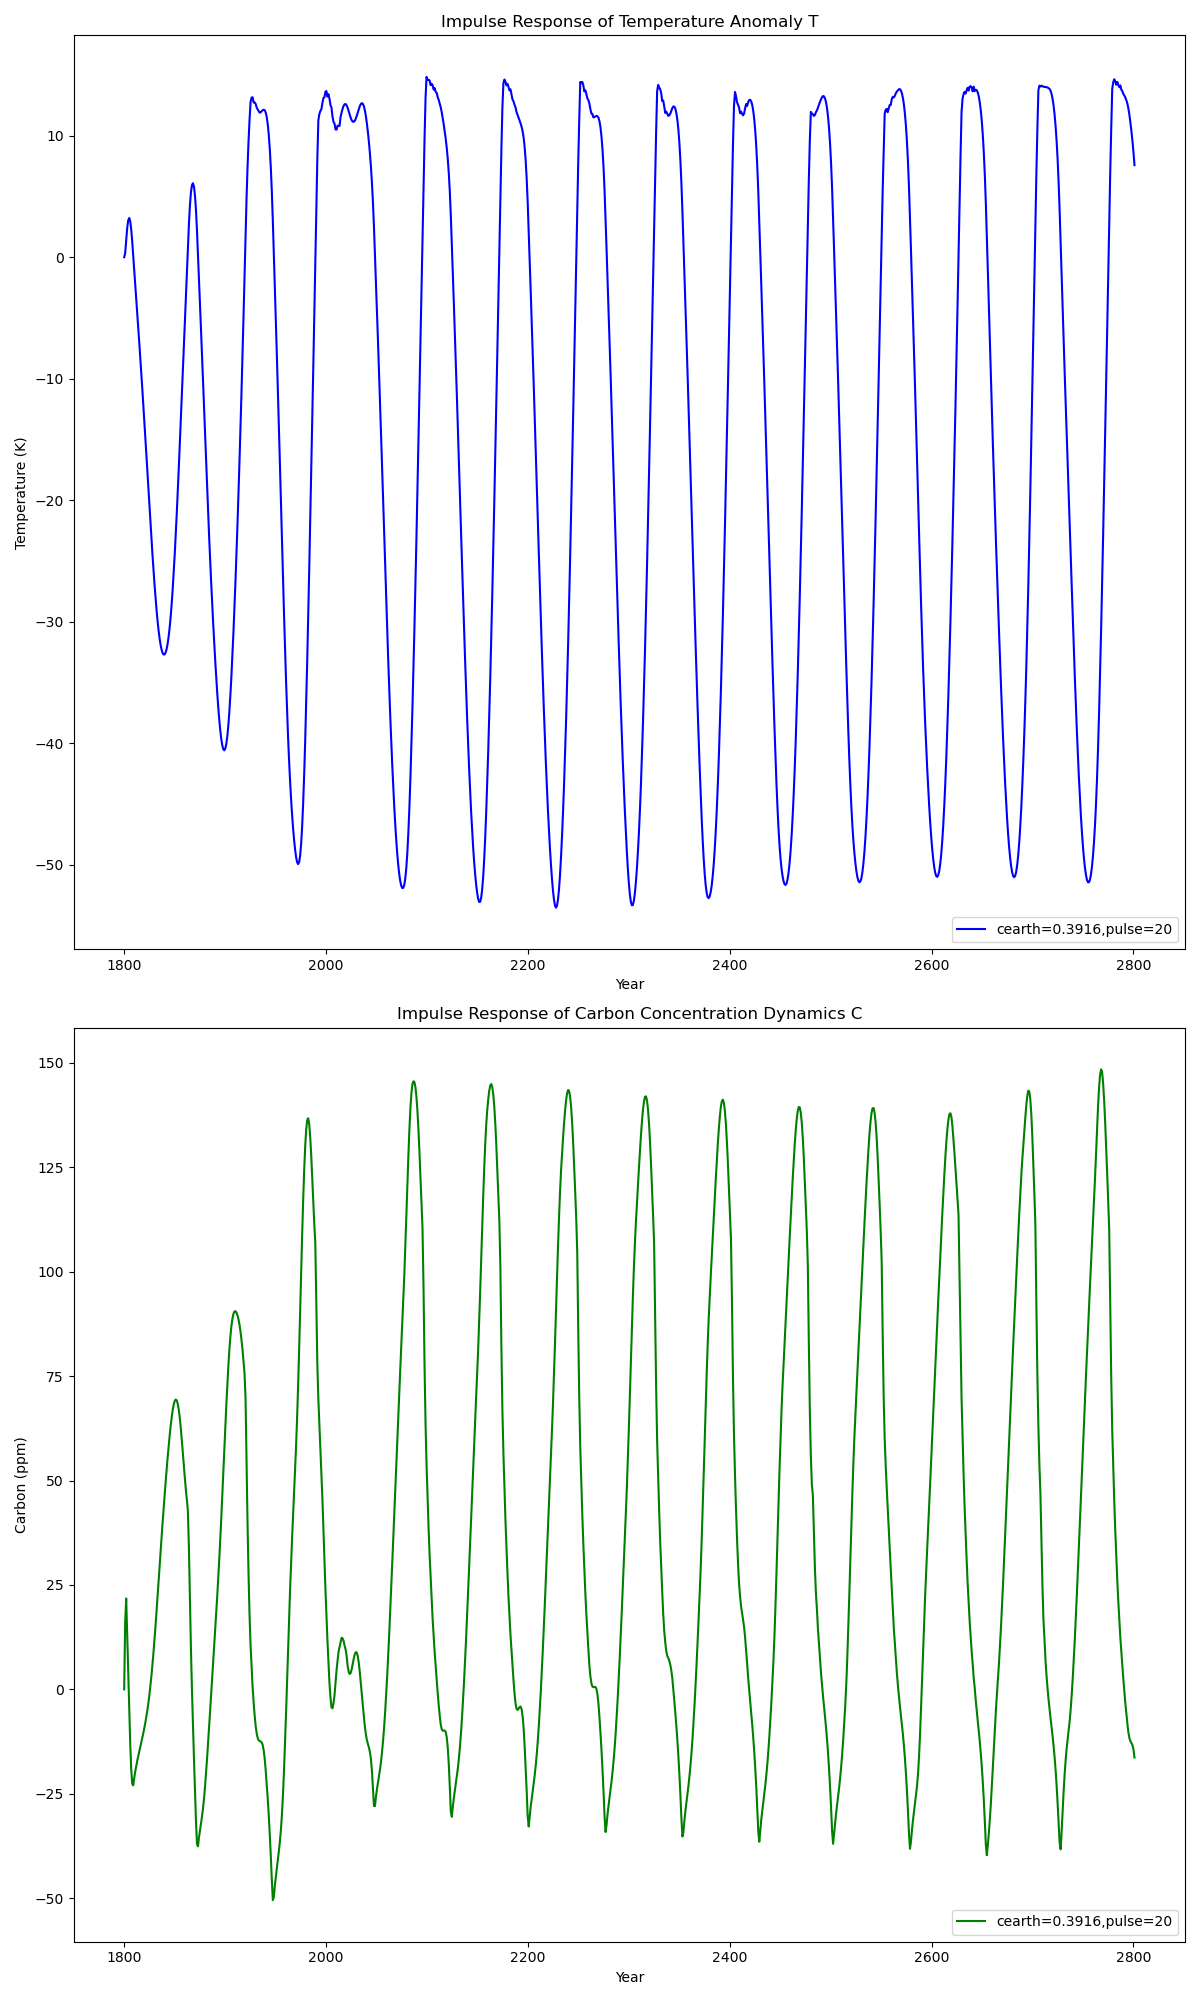 Impulse Response of Temperature Anomaly T
10
0
−10
−20
−30
−40
−50
Temperature (K)
cearth=0.3916,pulse=20
1800 2000 2200 2400 2600 2800
Year
Impulse Response of Carbon Concentration Dynamics C
150
125
100
75
50
25
0
−25
−50
Carbon (ppm)
cearth=0.3916,pulse=20
1800 2000 2200 2400 2600 2800
Year